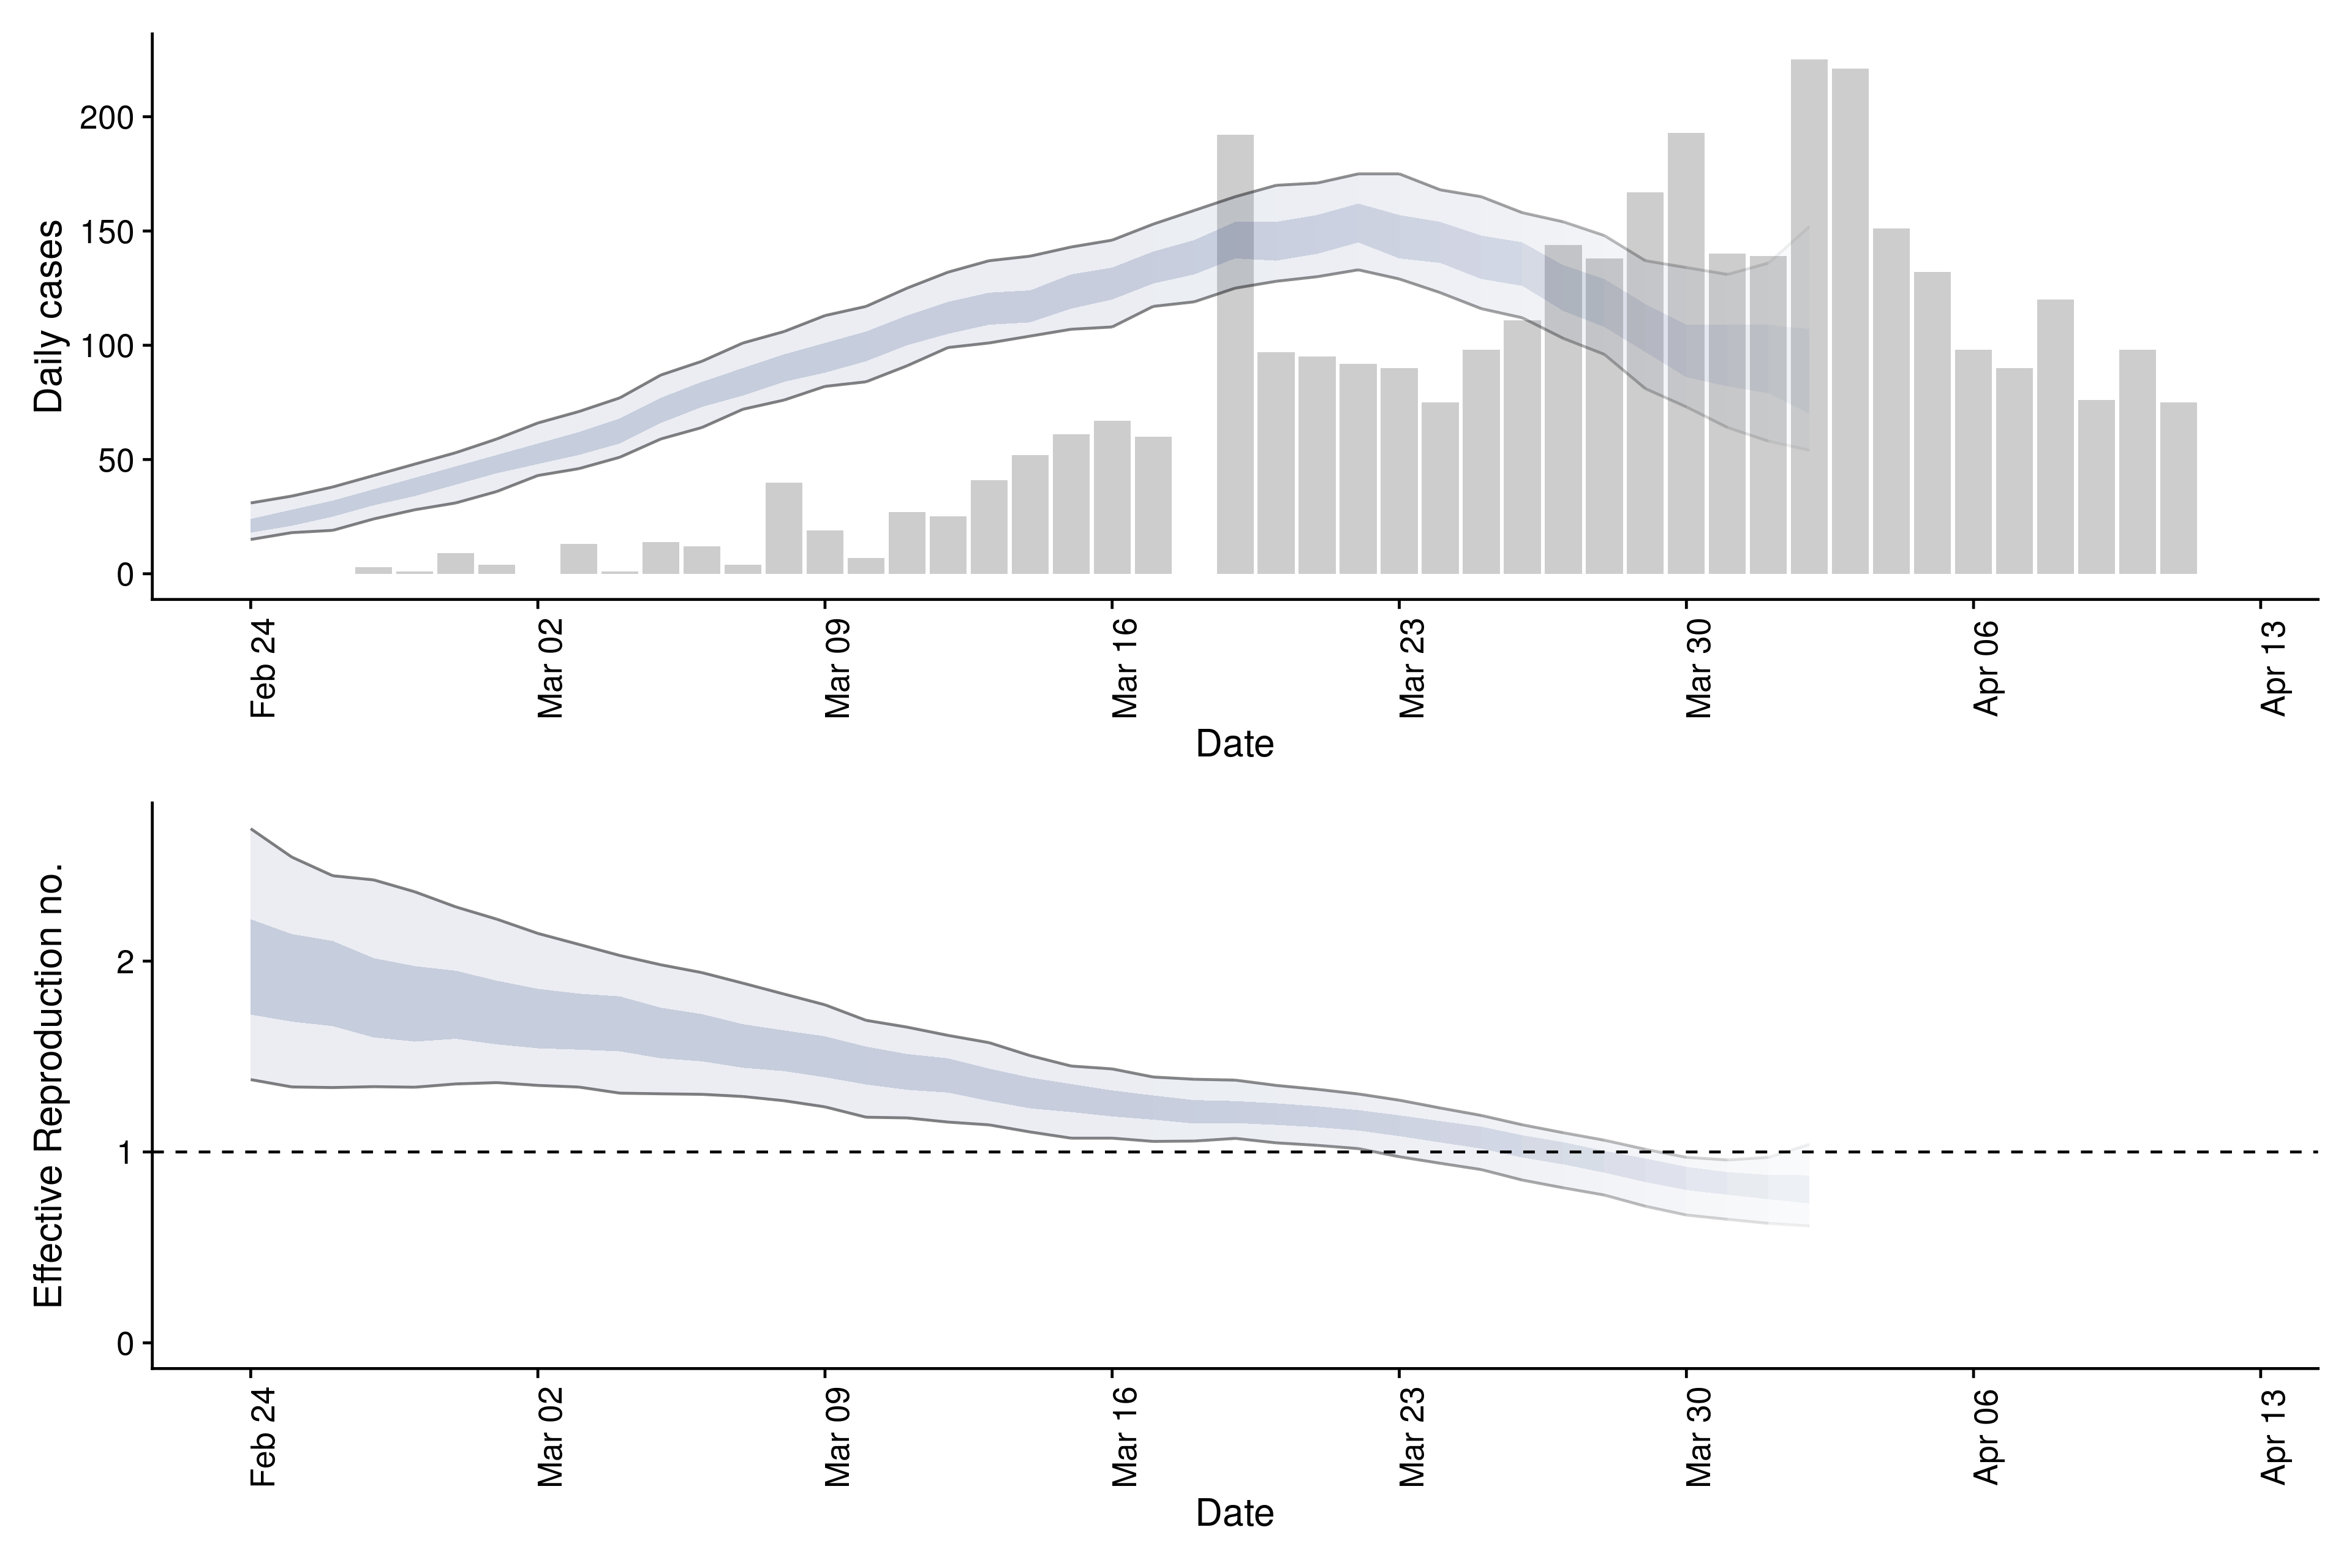 Daily cases
200
150
100
50
0
Feb 24
Mar 02
Mar 09
Mar 16
Mar 23
Mar 30
Apr 06
Apr 13
Date
Effective Reproduction no.
2
1
0
Feb 24
Mar 02
Mar 09
Mar 16
Mar 23
Mar 30
Apr 06
Apr 13
Date